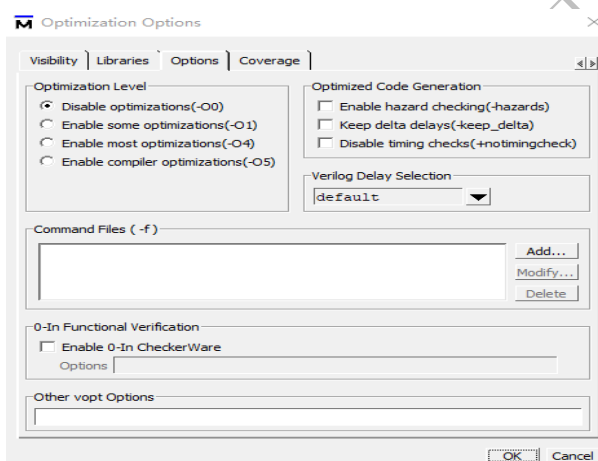 Optimization Options
Visibility Libraries Options Coverage
Optimization Level
Disable optimizations(-O0)
Enable some optimizations(-O1)
Enable most optimizations(-O4)
Enable compiler optimizations(-O5)
Optimized Code Generation
Enable hazard checking(-hazards)
Keep delta delays(-keep_delta)
Disable timing checks(+notimingcheck)
Verilog Delay Selection
default
Command Files ( -f )
Add...
Modify...
Delete
0-In Functional Verification
Enable 0-In CheckerWare
Options
Other vopt Options
OK Cancel